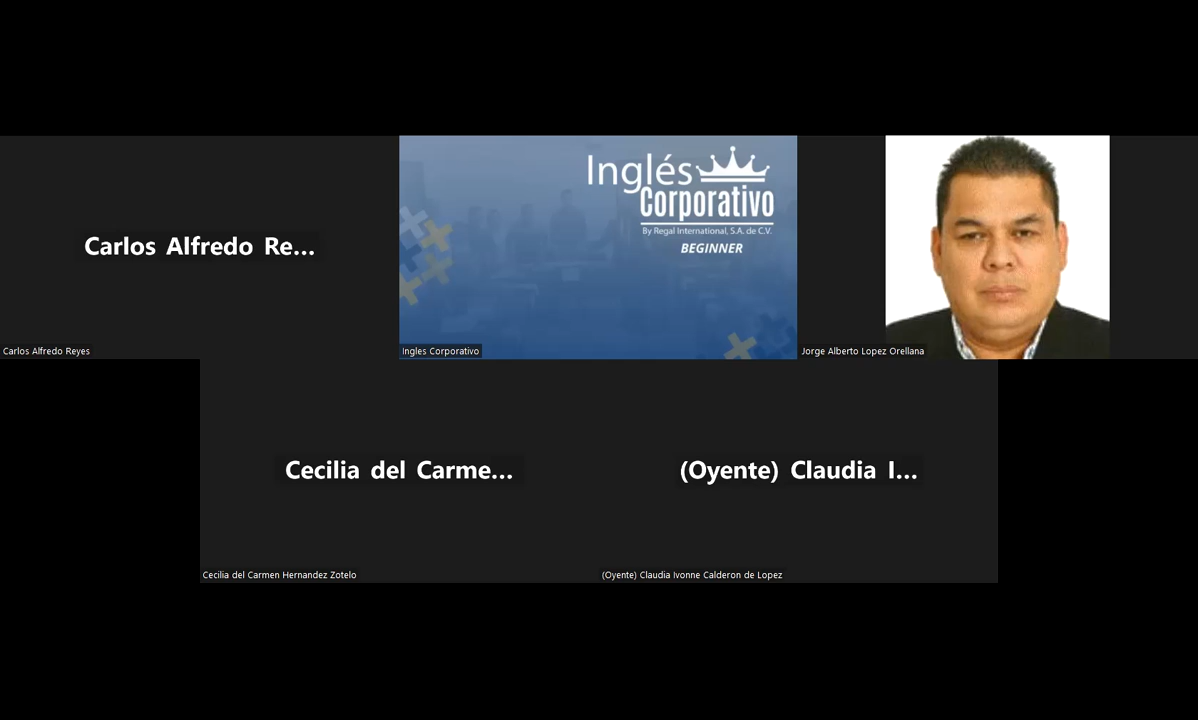 Carlos Alfredo Re...
Carlos Alfredo Reyes
Inglés
Corporativo
By Regal International, S.A. de C.V.
BEGINNER
Ingles Corporativo
Jorge Alberto Lopez Orellana
Cecilia del Carme...
Cecilia del Carmen Hernandez Zotelo
(Oyente) Claudia I...
(Oyente) Claudia Ivonne Calderon de Lopez